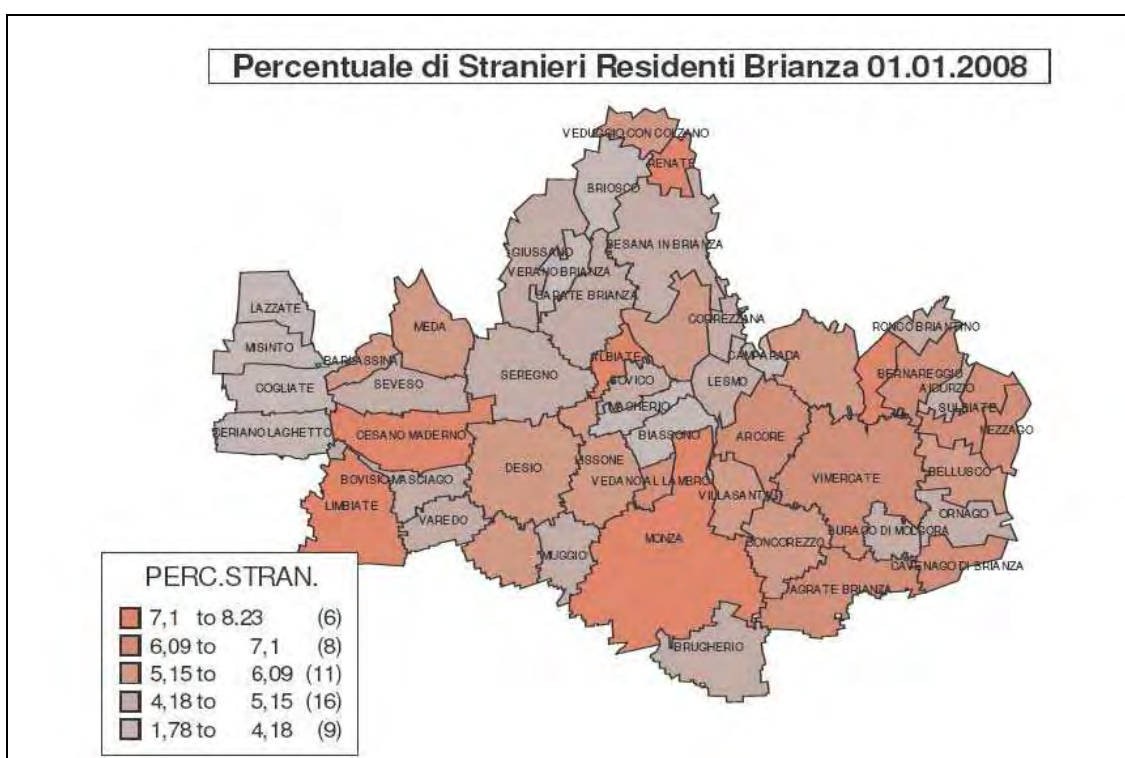 Percentuale di Stranieri Residenti Brianza 01.01.2008
VEDUGGIO CON COLZANO
RENATE
BRIOSCO
BESANA IN BRIANZA
GIUSSANO
VERANO BRIANZA
CARATE BRIANZA
LAZZATE
MEDA
CORREZZANA
RONCO BRIANTINO
MISINTO
BARLASSINA
ALBIATE
CAMPARADA
BERNAREGGIO
COGLIATE
SEVESO
SEREGNO
SOVICO
LESMO
AICURZIO
SULBIATE
MACHERIO
CERIANO LAGHETTO
CESANO MADERNO
BIASSONO
ARCORE
MEZZAGO
DESIO
LISSONE
BELLUSCO
BOVISIO-MASCIAGO
VEDANO AL LAMBRO
VIMERCATE
LIMBIATE
VILLASANTA
ORNAGO
VAREDO
BURAGO DI MOLGORA
MONZA
CONCOREZZO
MUGGIO
CAVENAGO DI BRIANZA
AGRATE BRIANZA
BRUGHERIO
PERC.STRAN.
7,1 to 8.23 (6)
6,09 to 7,1 (8)
5,15 to 6,09 (11)
4,18 to 5,15 (16)
1,78 to 4,18 (9)